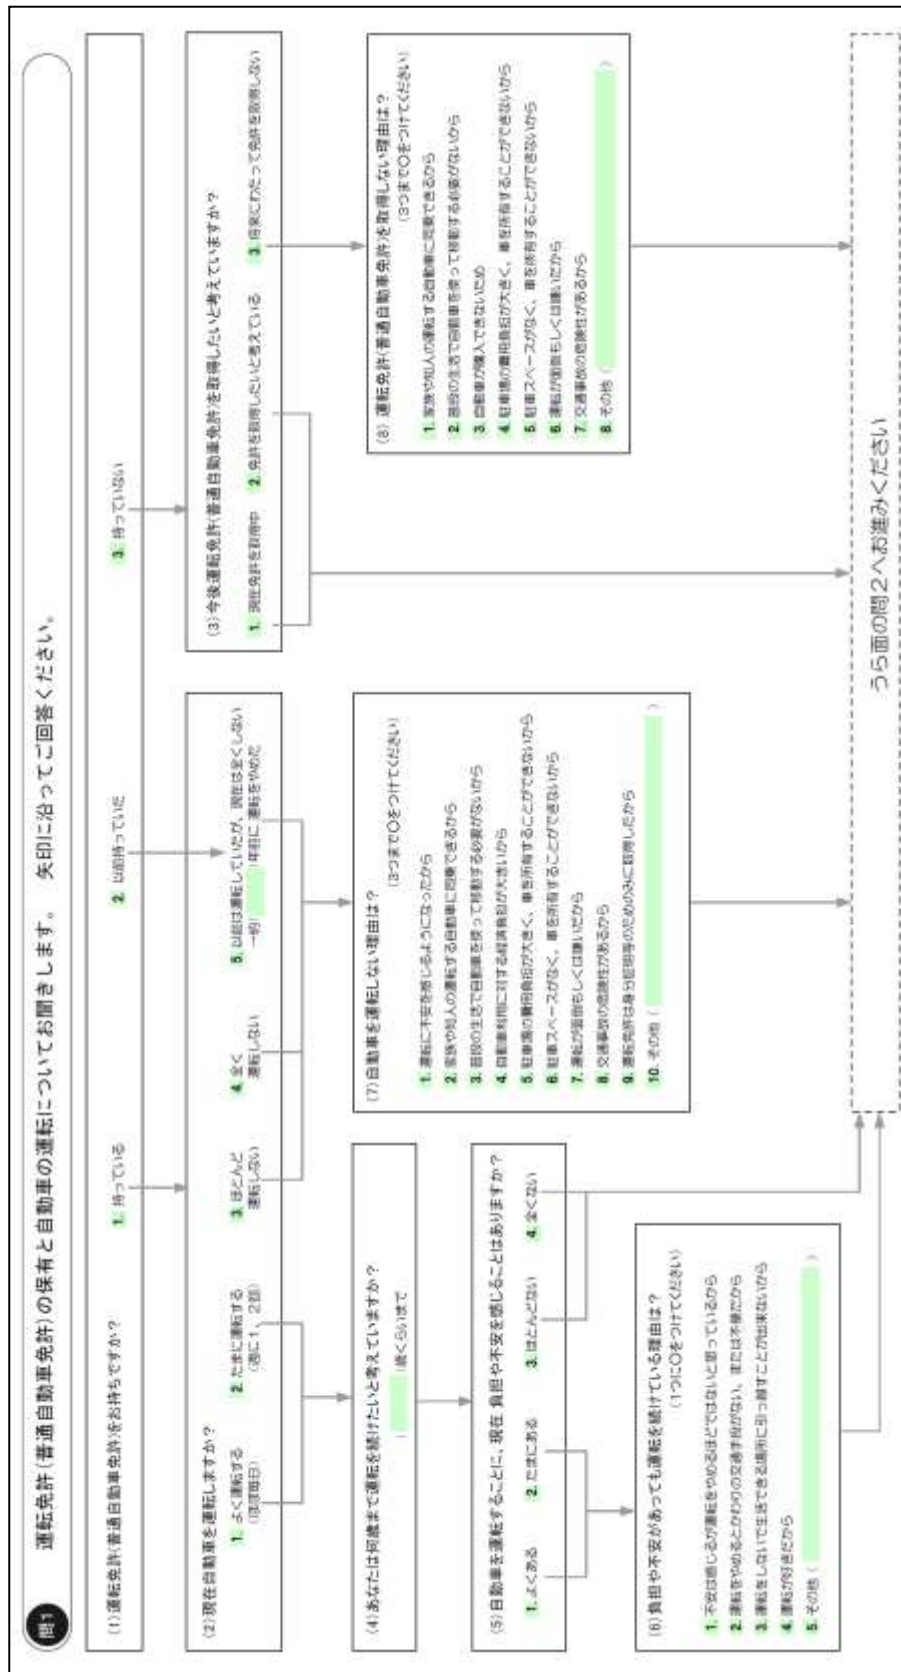 問1 運転免許(普通自動車免許)の保有と自動車の運転についてお聞きします。 矢印に沿ってご回答ください。
(1)運転免許(普通自動車免許)をお持ちですか?
1. 持っている
2. 以前持っていた
3. 持っていない
(2)現在自動車を運転しますか?
1. よく運転する
(ほぼ毎日)
2. たまに運転する
(週に1、2回)
3. ほとんど
運転しない
4. 全く
運転しない
5. 以前は運転していたが、現在は全くしない
―約( )年前に 運転をやめた
(3)今後運転免許(普通自動車免許)を取得したいと考えていますか?
1. 現在免許を取得中
2. 免許を取得したいと考えている
3. 将来にわたって免許を取得しない
(4)あなたは何歳まで運転を続けたいと考えていますか?
( )歳くらいまで
(5)自動車を運転することに、現在 負担や不安を感じることはありますか?
1. よくある
2. たまにある
3. ほとんどない
4. 全くない
(6)負担や不安があっても運転を続けている理由は?
(1つに○をつけてください)
1. 不安は感じるが運転をやめるほどではないと思っているから
2. 運転をやめるとかわりの交通手段がない、または不便だから
3. 運転をしないで生活できる場所に引っ越すことが出来ないから
4. 運転が好きだから
5. その他( )
(7)自動車を運転しない理由は?
(3つまで○をつけてください)
1. 運転に不安を感じるようになったから
2. 家族や知人の運転する自動車に同乗できるから
3. 普段の生活で自動車を使って移動する必要がないから
4. 自動車利用に対する経済負担が大きいから
5. 駐車場の費用負担が大きく、車を所有することができないから
6. 駐車スペースがなく、車を所有することができないから
7. 運転が面倒もしくは嫌いだから
8. 交通事故の危険性があるから
9. 運転免許は身分証明等のためのみに取得したから
10. その他( )
(8) 運転免許(普通自動車免許)を取得しない理由は?
(3つまで○をつけてください)
1. 家族や知人の運転する自動車に同乗できるから
2. 普段の生活で自動車を使って移動する必要がないから
3. 自動車が購入できないため
4. 駐車場の費用負担が大きく、車を所有することができないから
5. 駐車スペースがなく、車を所有することができないから
6. 運転が面倒もしくは嫌いだから
7. 交通事故の危険性があるから
8. その他( )
うら面の問2へお進みください